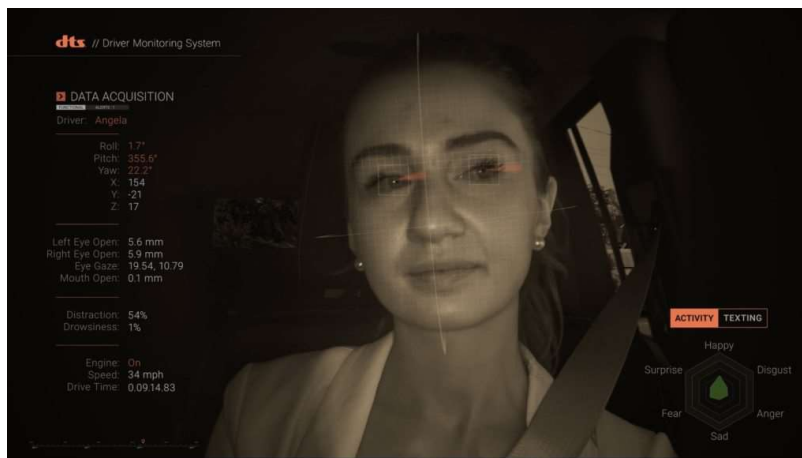 dts // Driver Monitoring System
DATA ACQUISITION
FUNCTIONAL
Driver: Angela
Roll: 1.7°
Pitch: 355.6°
Yaw: 22.2°
X: 154
Y: -21
Z: 17
Left Eye Open: 5.6 mm
Right Eye Open: 5.9 mm
Eye Gaze: 19.54, 10.79
Mouth Open: 0.1 mm
Distraction: 54%
Drowsiness: 1%
Engine: On
Speed: 34 mph
Drive Time: 0.09.14.83
ACTIVITY TEXTING
Happy
Surprise Disgust
Fear Anger
Sad